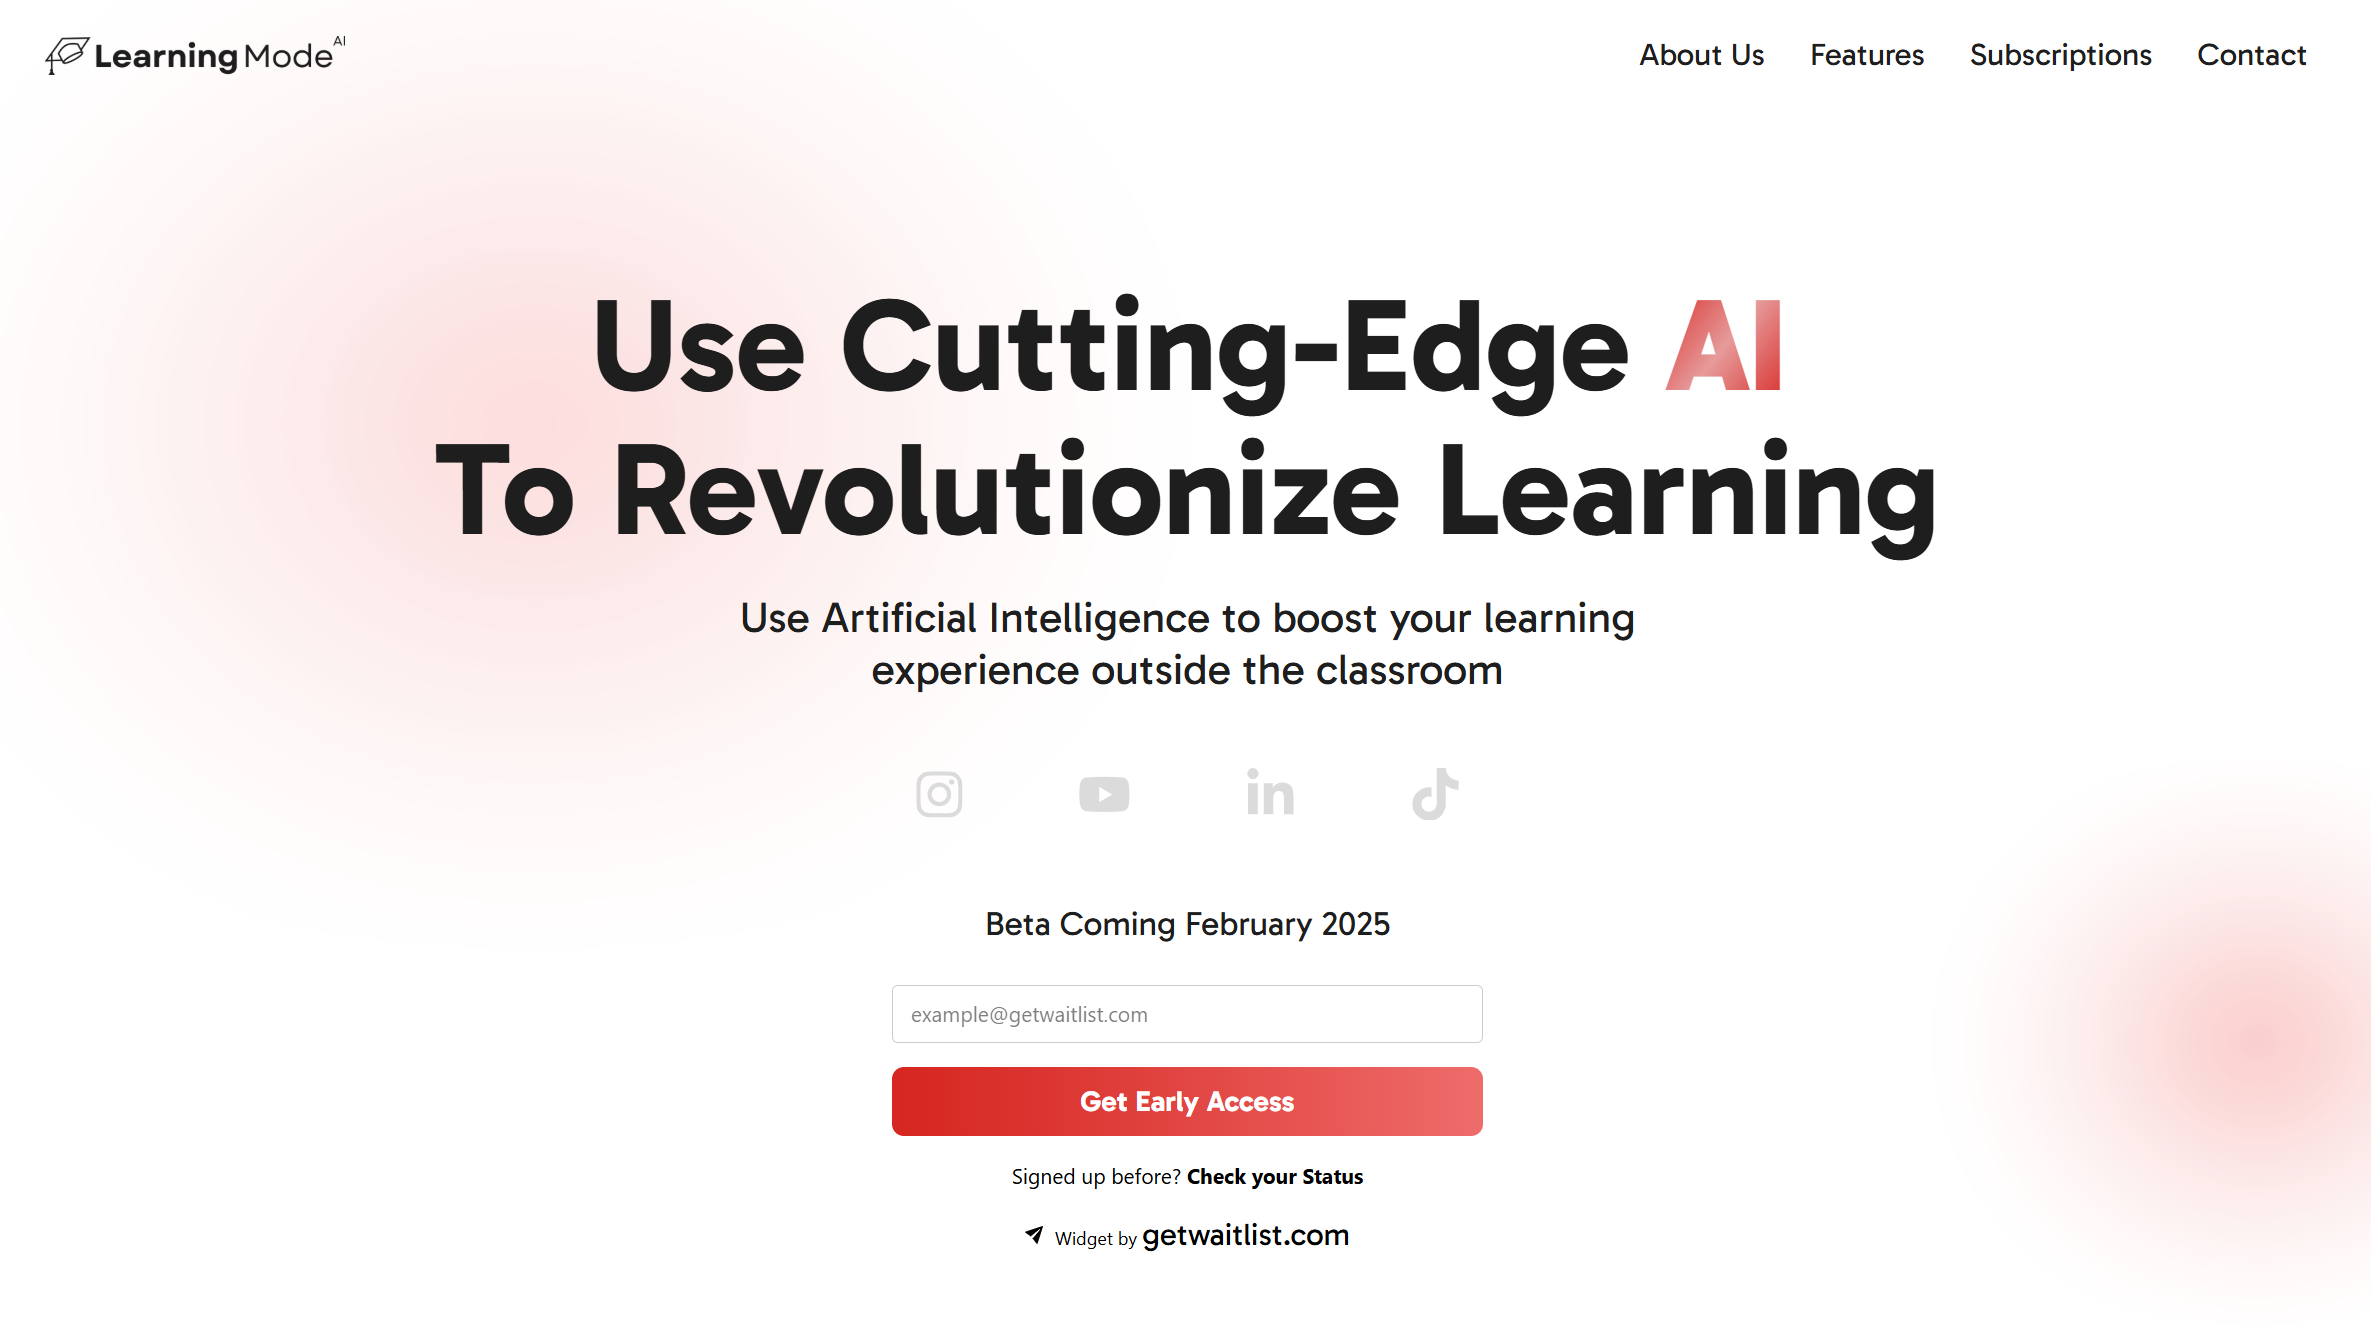 LearningMode AI
About Us
Features
Subscriptions
Contact
Use Cutting-Edge AI
To Revolutionize Learning
Use Artificial Intelligence to boost your learning
experience outside the classroom
Beta Coming February 2025
example@getwaitlist.com
Get Early Access
Signed up before? Check your Status
Widget by getwaitlist.com